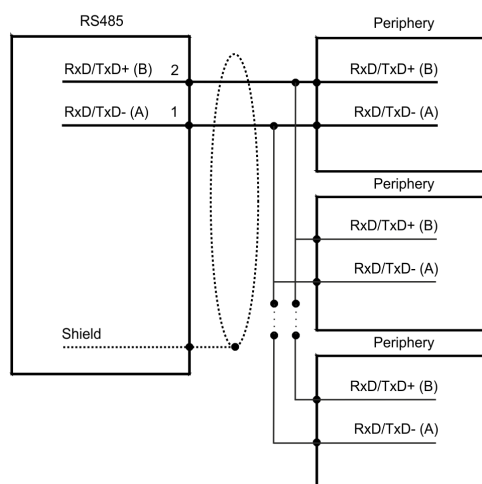 RS485
Periphery
RxD/TxD+ (B) 2
RxD/TxD+ (B)
RxD/TxD- (A) 1
RxD/TxD- (A)
Periphery
RxD/TxD+ (B)
RxD/TxD- (A)
Shield
Periphery
RxD/TxD+ (B)
RxD/TxD- (A)